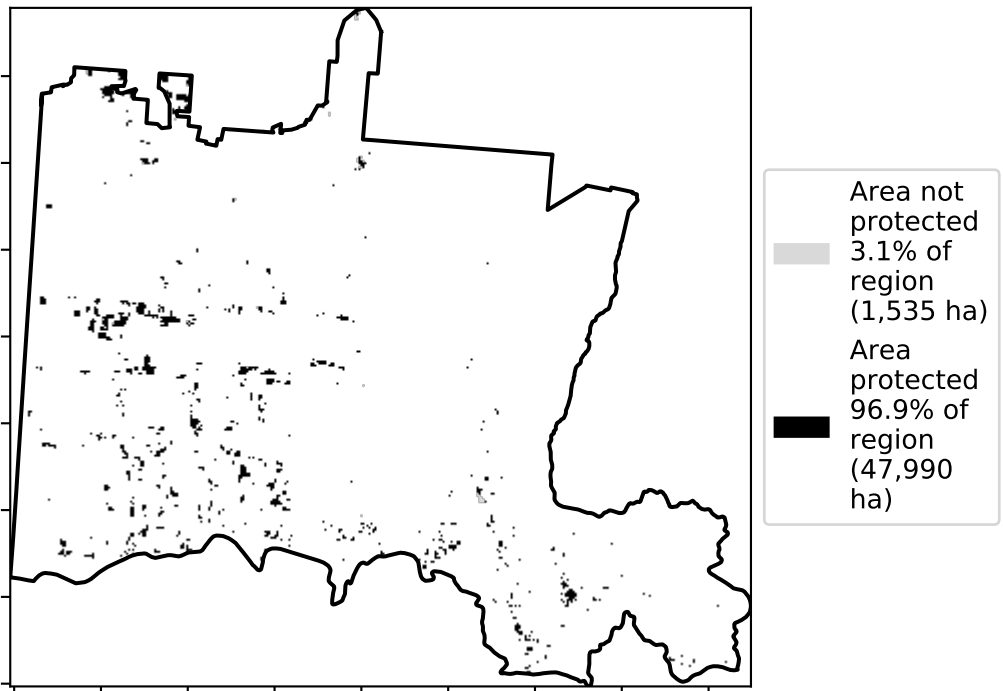 Area not
protected
3.1% of
region
(1,535 ha)
Area
protected
96.9% of
region
(47,990
ha)